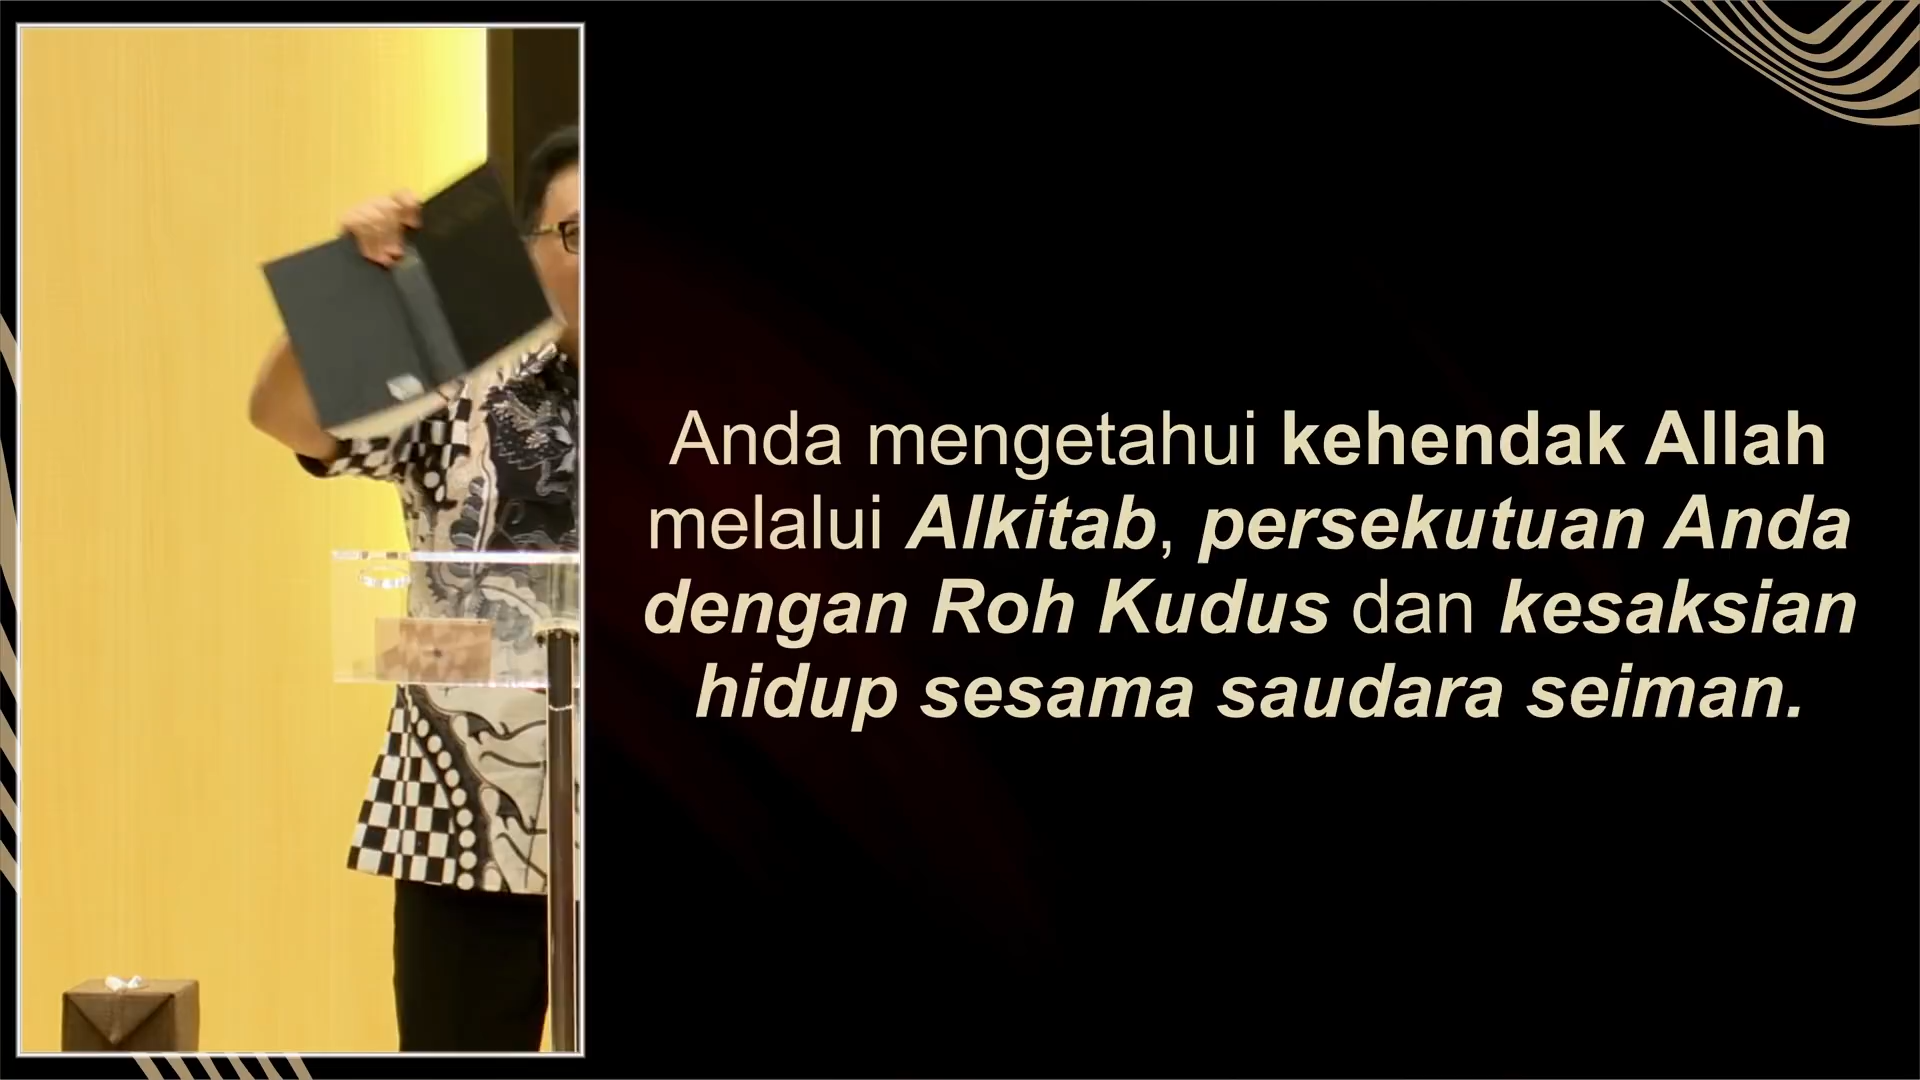 Anda mengetahui kehendak Allah
melalui Alkitab, persekutuan Anda
dengan Roh Kudus dan kesaksian
hidup sesama saudara seiman.